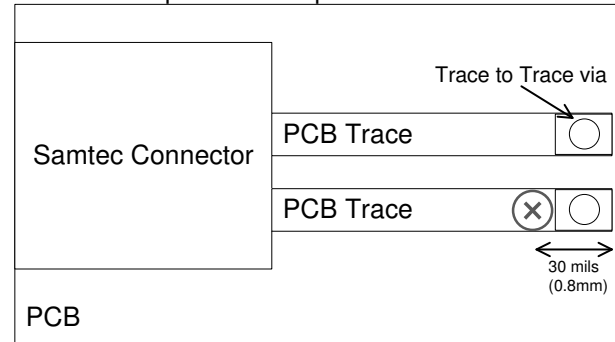 Trace to Trace via
PCB Trace
Samtec Connector
PCB Trace
30 mils
(0.8mm)
PCB